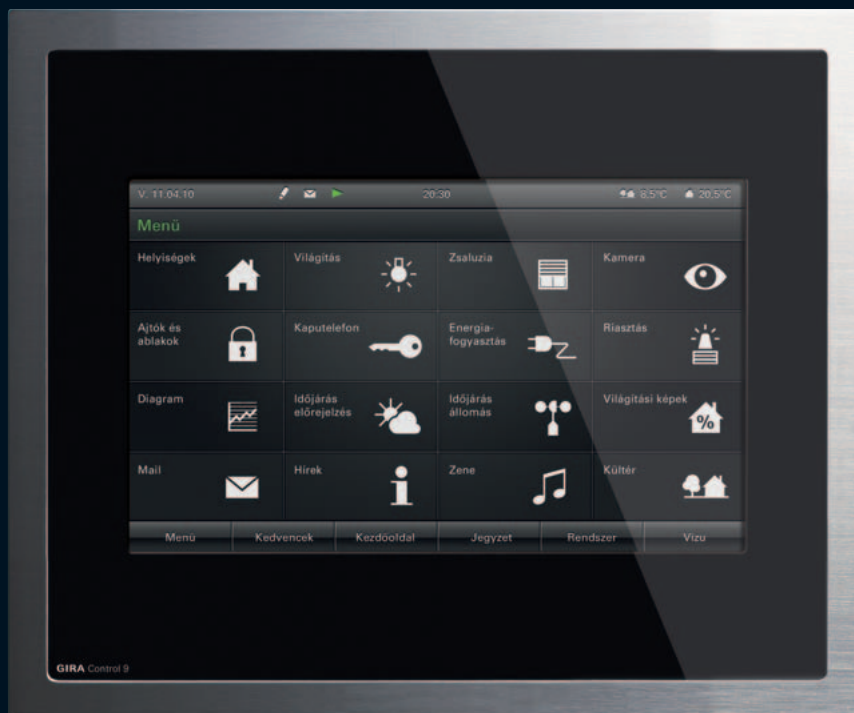 V. 11.04.10 20:30 8,5°C 20,5°C
Menü
Helyiségek Világítás Zsaluzia Kamera
Ajtók és
ablakok
Kaputelefon
Energia-
fogyasztás
Riasztás
Diagram
Időjárás
előrejelzés
Időjárás
állomás
Világítási képek
%
Mail Hírek Zene Kültér
Menü Kedvencek Kezdőoldal Jegyzet Rendszer Vizu
GIRA Control 9